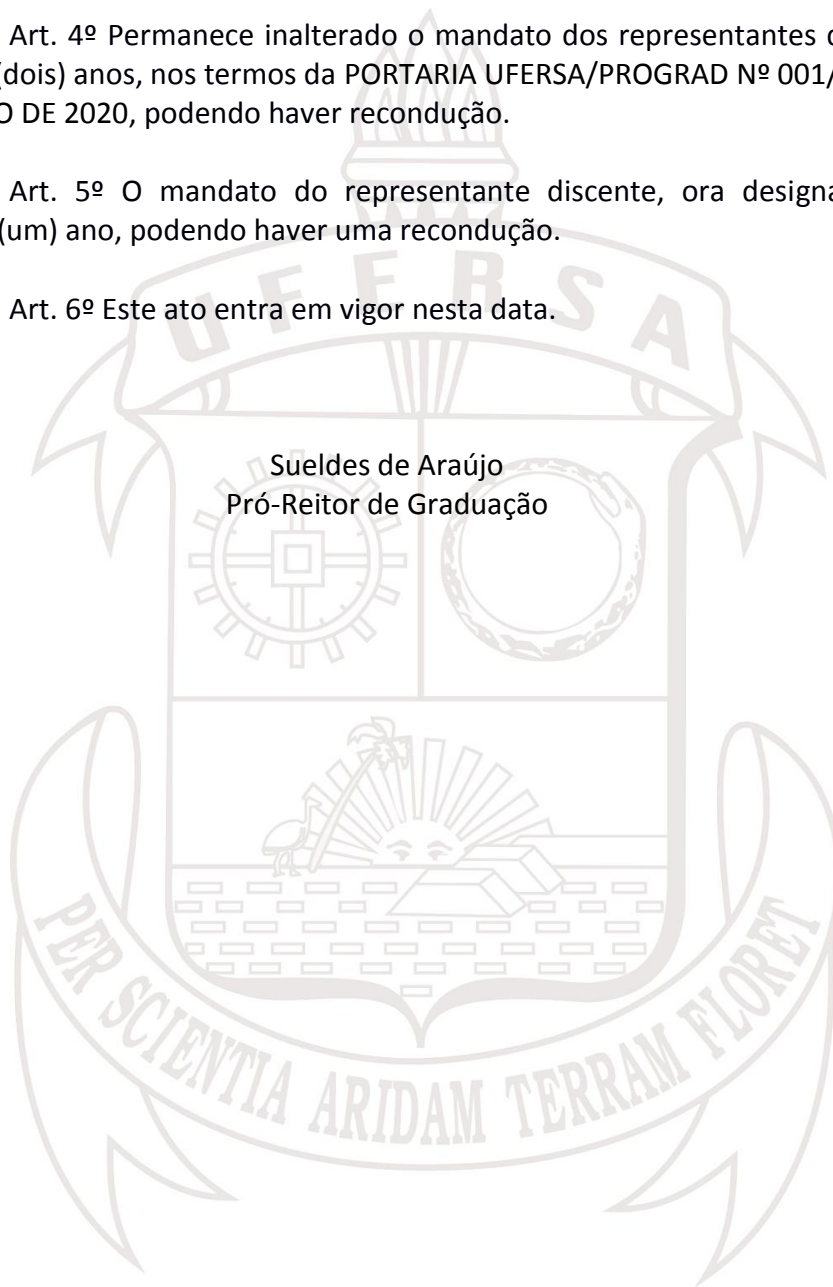 Art. 4º Permanece inalterado o mandato dos representantes
(dois) anos, nos termos da PORTARIA UFERSA/PROGRAD Nº 001/
O DE 2020, podendo haver recondução.
Art. 5º O mandato do representante discente, ora designa
(um) ano, podendo haver uma recondução.
Art. 6º Este ato entra em vigor nesta data.
UFERSA
Sueldes de Araújo
Pró-Reitor de Graduação
PER SCIENTIA ARIDAM TERRAM FLORET